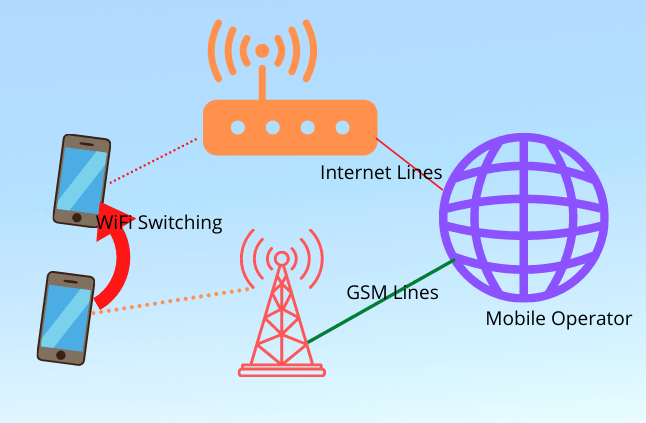 Internet Lines
WiFi Switching
GSM Lines
Mobile Operator